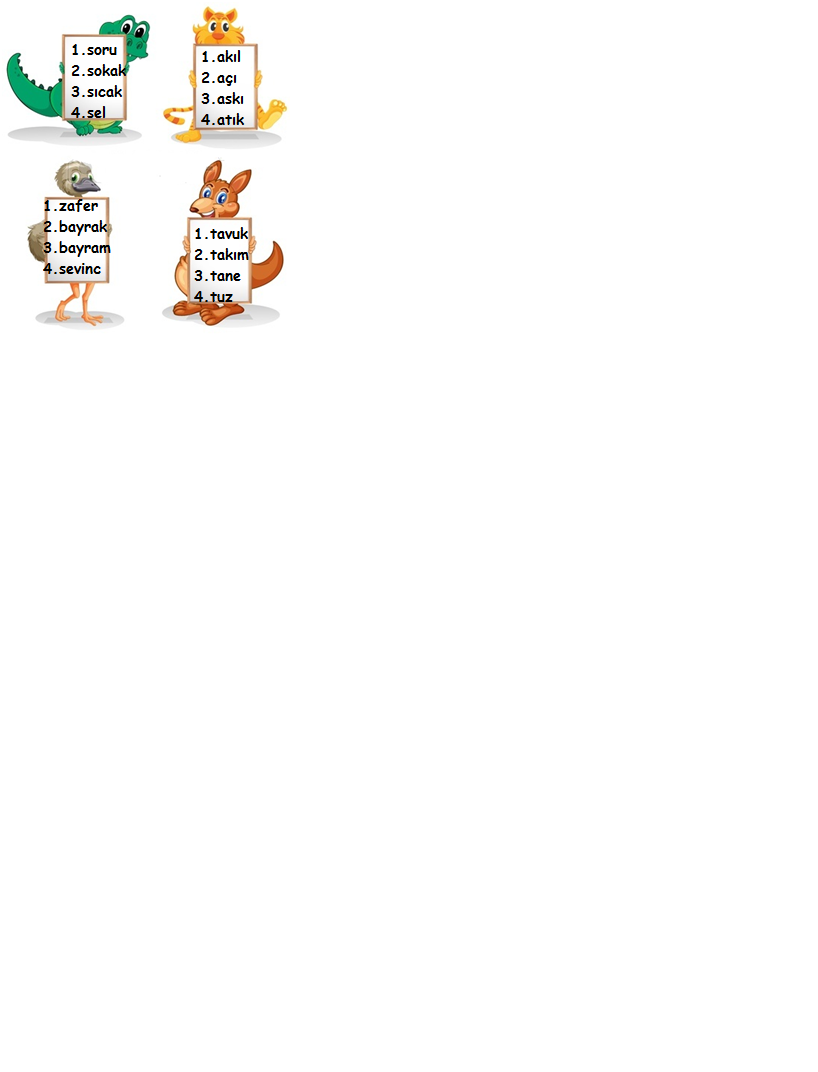 1.soru
2.sokak
3.sıcak
4.sel
1.akıl
2.açı
3.askı
4.atık
1.zafer
2.bayrak
3.bayram
4.sevinc
1.tavuk
2.takım
3.tane
4.tuz